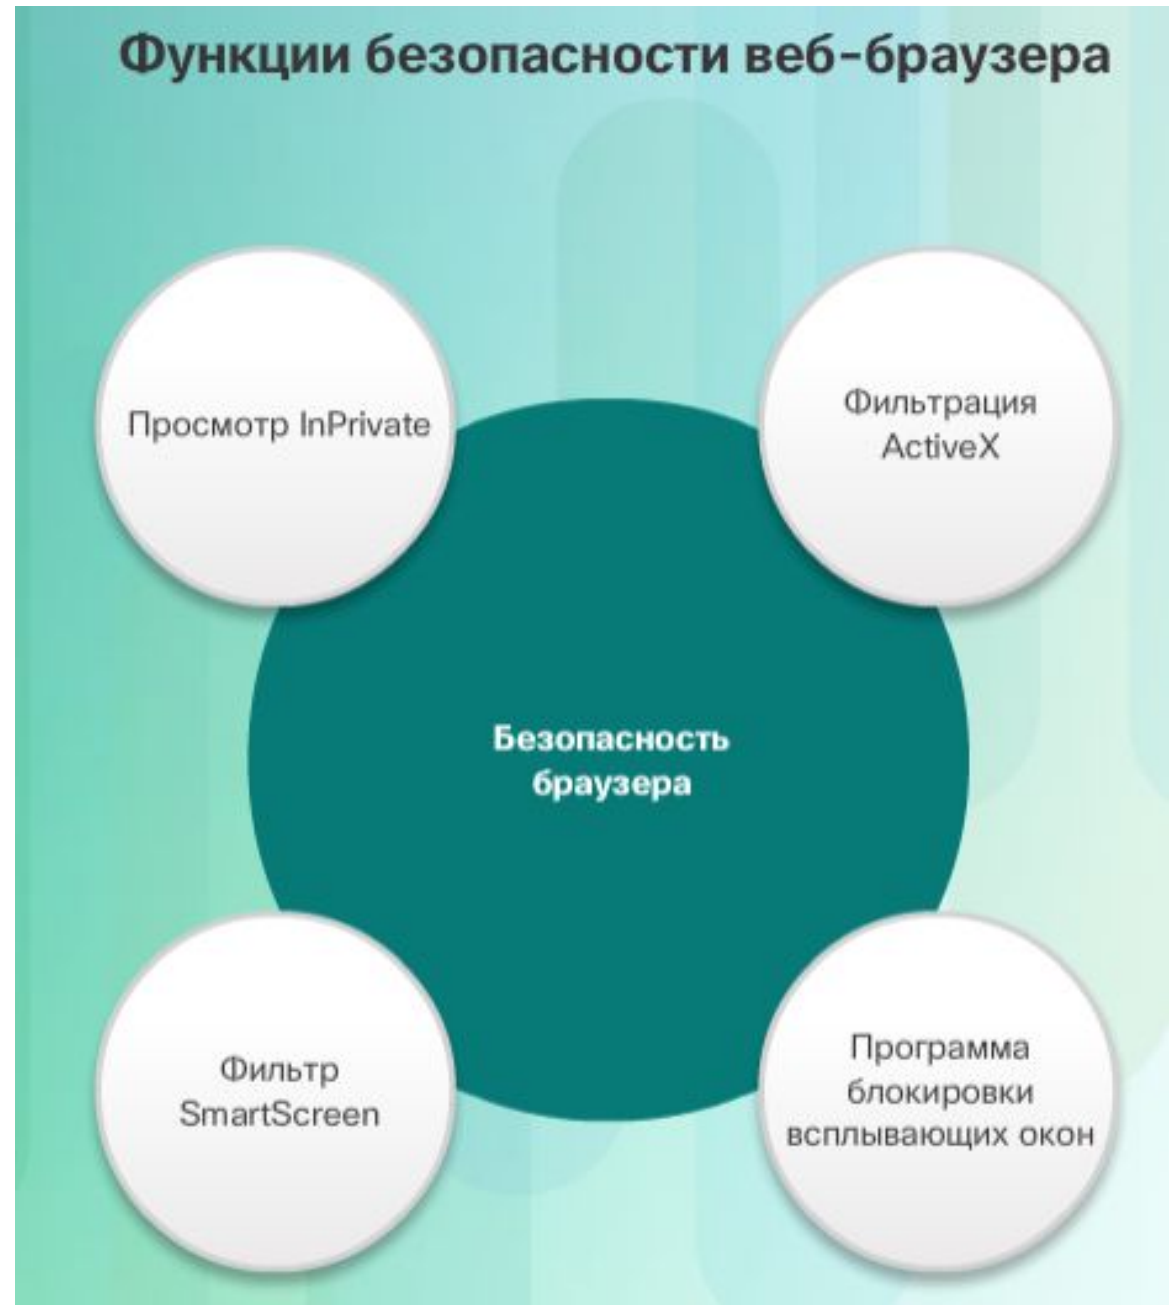 Функции безопасности веб-браузера
Просмотр InPrivate
Фильтрация
ActiveX
Безопасность
браузера
Фильтр
SmartScreen
Программа
блокировки
всплывающих окон